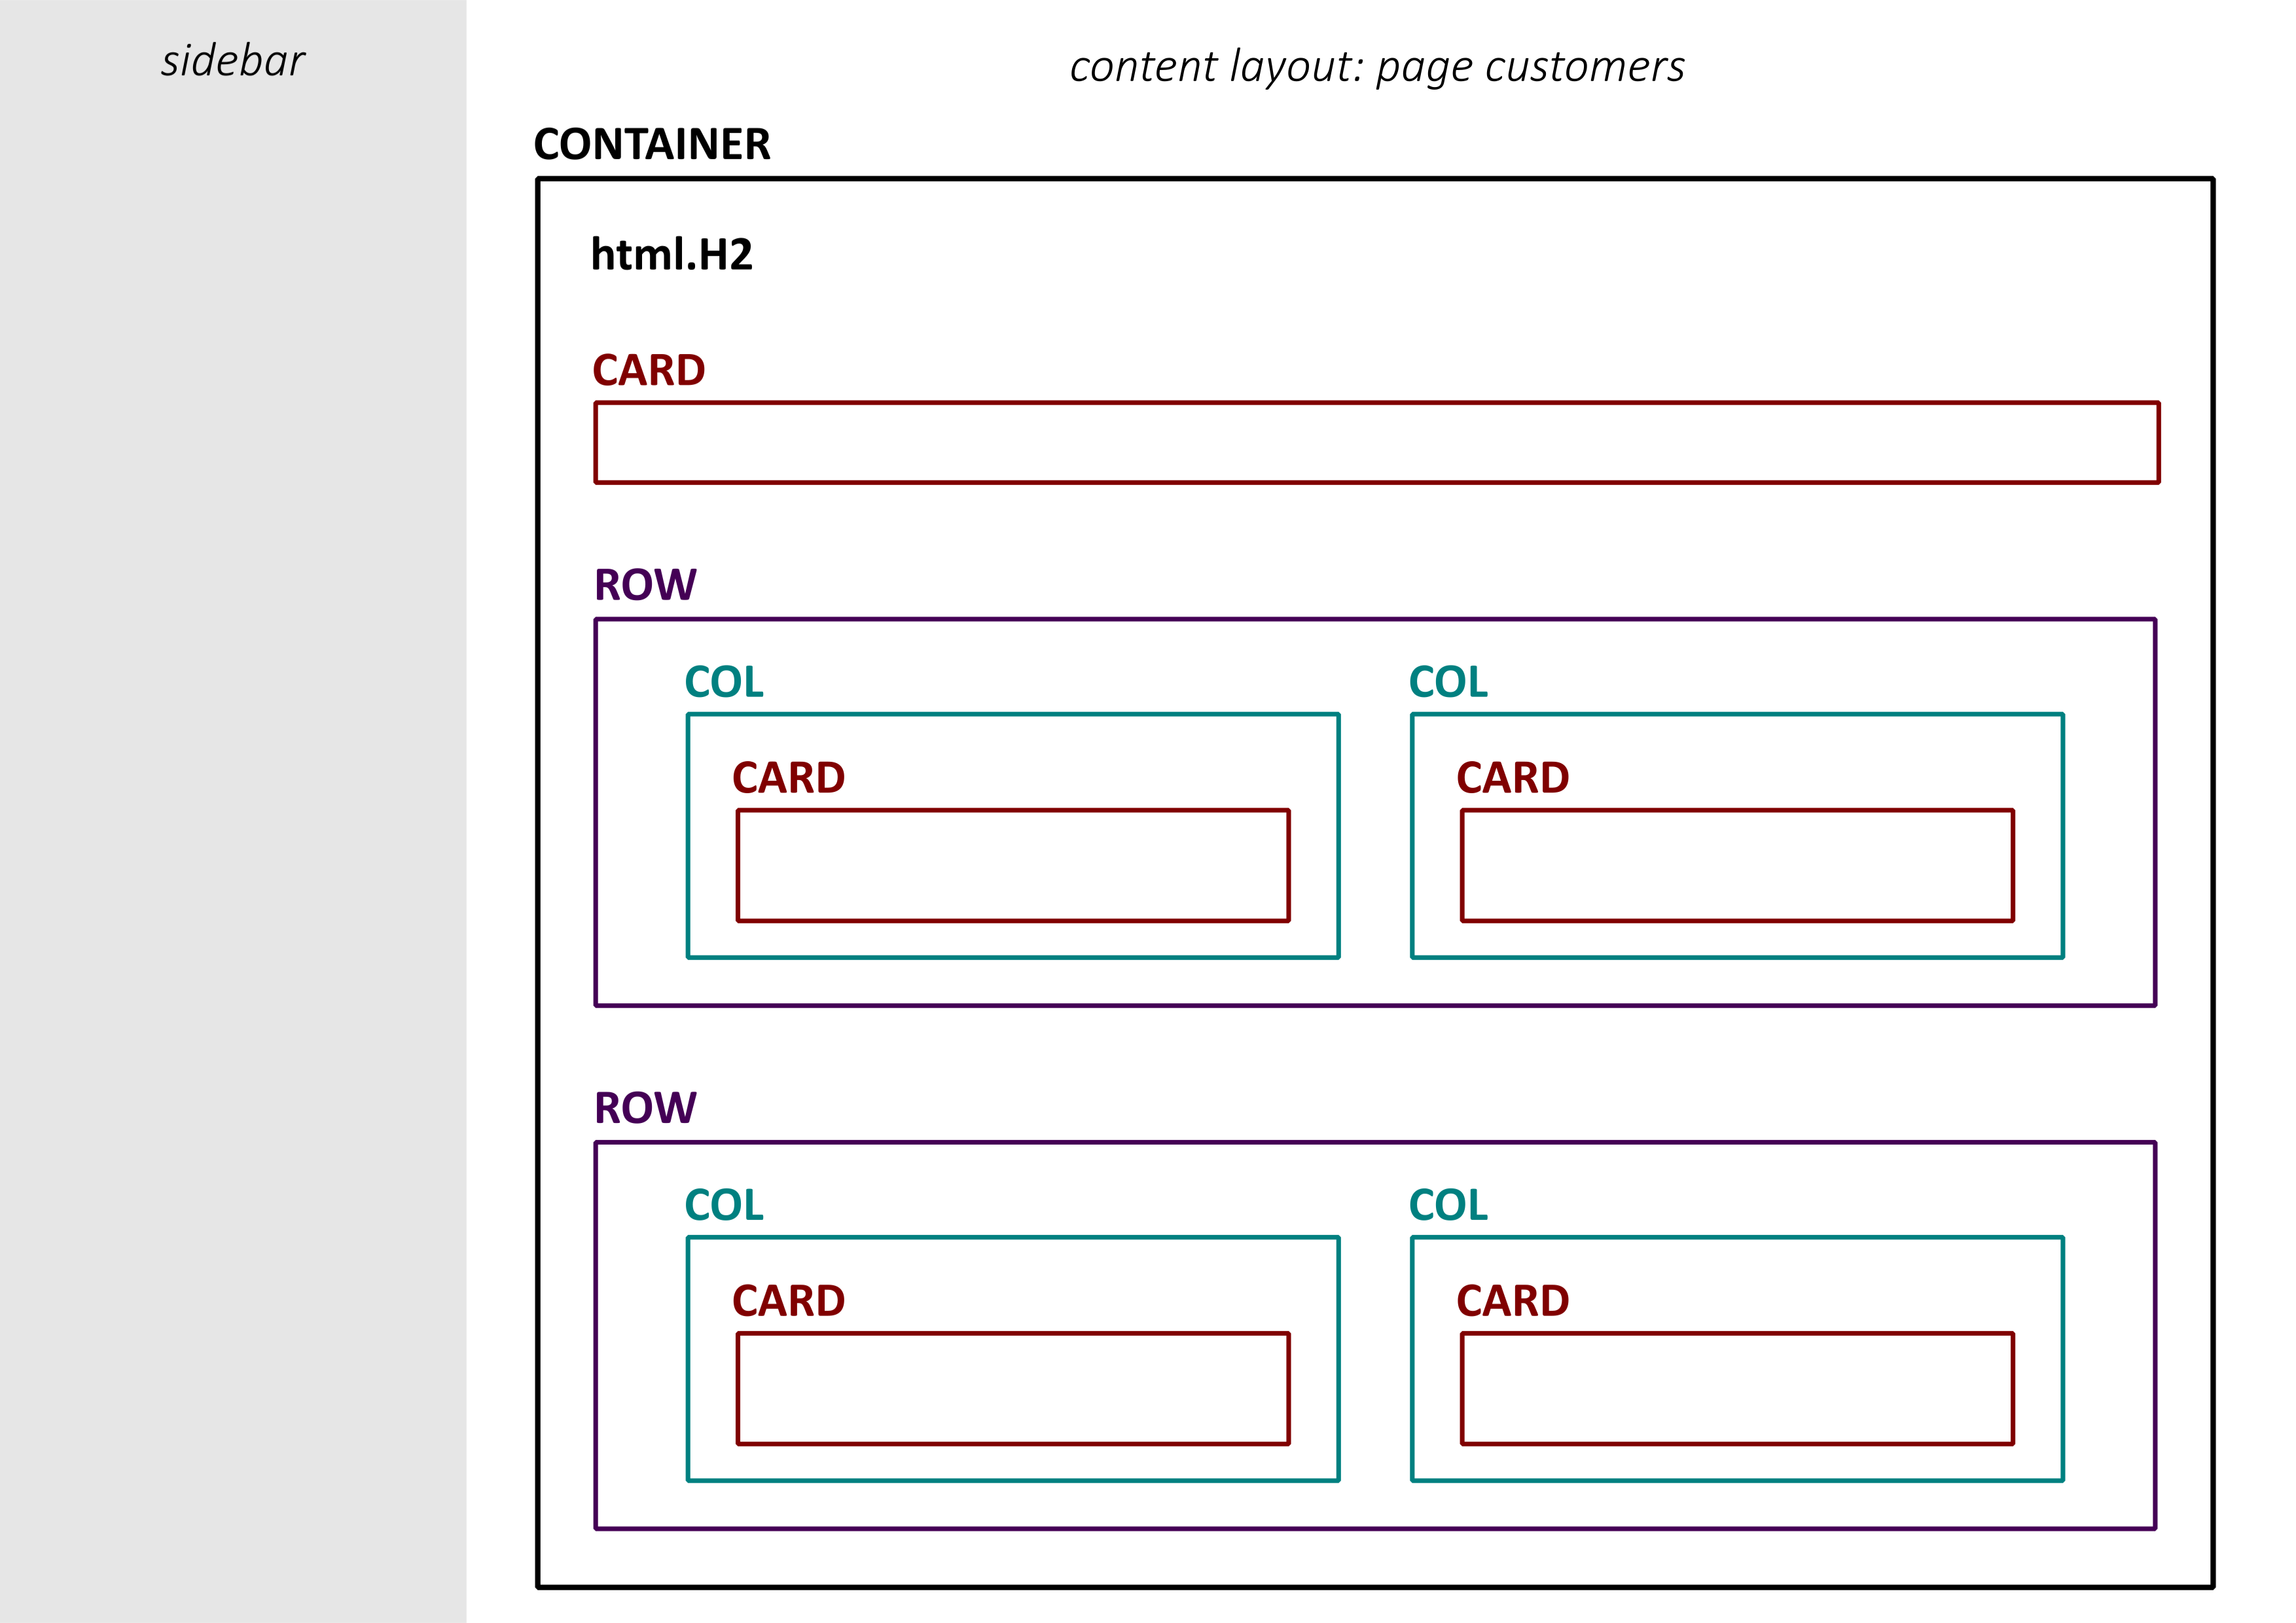 sidebar
content layout: page customers
CONTAINER
html.H2
CARD
ROW
COL COL
CARD CARD
ROW
COL COL
CARD CARD